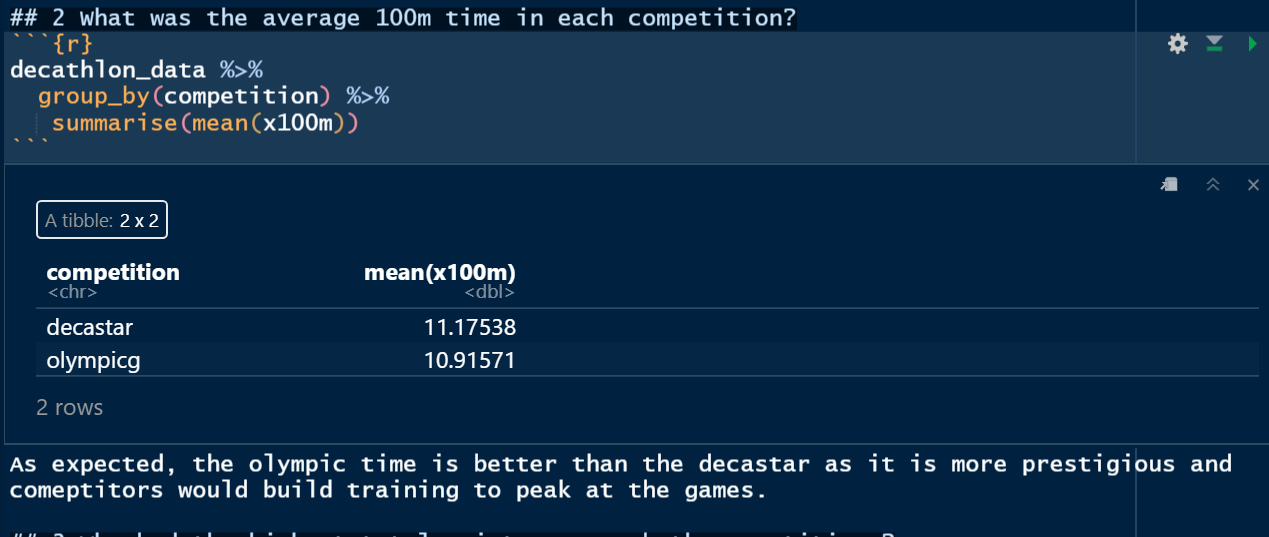 ## 2 What was the average 100m time in each competition?
```{r}
decathlon_data %>%
group_by(competition) %>%
summarise(mean(x100m))
```
A tibble: 2 x 2
competition mean(x100m)
<chr> <dbl>
decastar 11.17538
olympicg 10.91571
2 rows
As expected, the olympic time is better than the decastar as it is more prestigious and
comeptitors would build training to peak at the games.